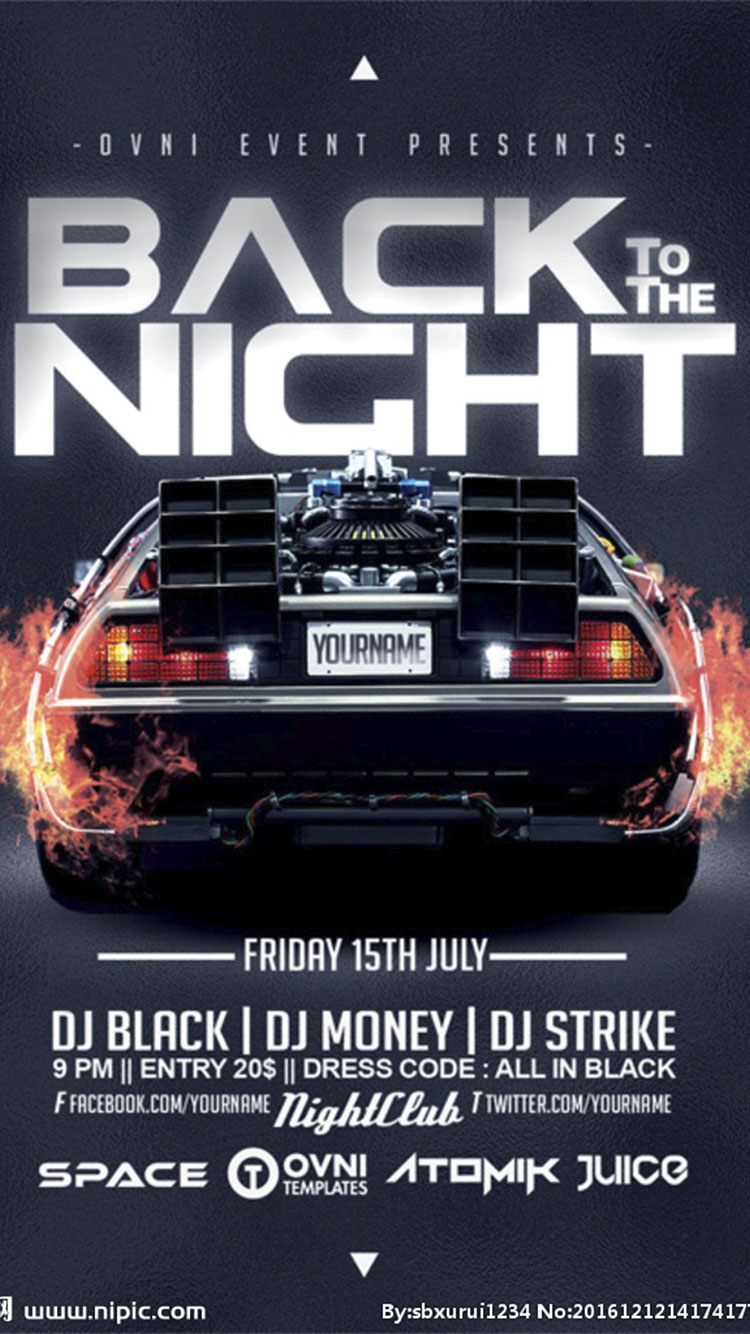 -OVNI EVENT PRESENTS-
BACK TO THE
NIGHT
YOURNAME
FRIDAY 15TH JULY
DJ BLACK | DJ MONEY | DJ STRIKE
9 PM || ENTRY 20$ || DRESS CODE : ALL IN BLACK
F FACEBOOK.COM/YOURNAME NightClub T TWITTER.COM/YOURNAME
SPACE T OVNI TEMPLATES ATOMIK JUICE
网 www.nipic.com By:sbxurui1234 No:2016121214174177